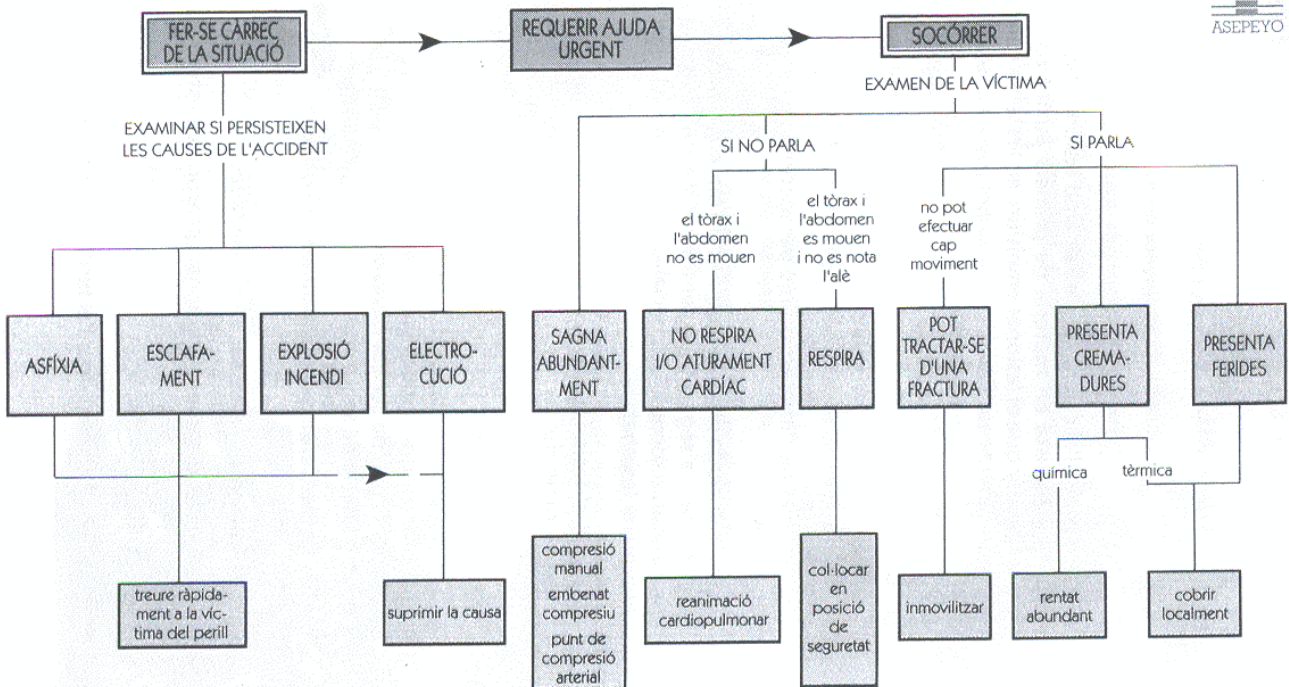 FER-SE CÀRREC
DE LA SITUACIÓ
REQUERIR AJUDA
URGENT
SOCÓRRER
ASEPEYO
EXAMEN DE LA VÍCTIMA
EXAMINAR SI PERSISTEIXEN
LES CAUSES DE L'ACCIDENT
SI NO PARLA
SI PARLA
el tòrax i
l'abdomen
no es mouen
el tòrax i
l'abdomen
es mouen
i no es nota
l'alè
no pot
efectuar
cap
moviment
ASFÍXIA
ESCLAFA-
MENT
EXPLOSIÓ
INCENDI
ELECTRO-
CUCIÓ
SAGNA
ABUNDANT-
MENT
NO RESPIRA
I/O ATURAMENT
CARDÍAC
RESPIRA
POT
TRACTAR-SE
D'UNA
FRACTURA
PRESENTA
CREMA-
DURES
PRESENTA
FERIDES
química
tèrmica
treure ràpida-
ment a la víc-
tima del perill
suprimir la causa
compresió
manual
embenat
compresiu
punt de
compresió
arterial
reanimació
cardiopulmonar
col·locar
en
posició
de
seguretat
inmovilitzar
rentat
abundant
cobrir
localment